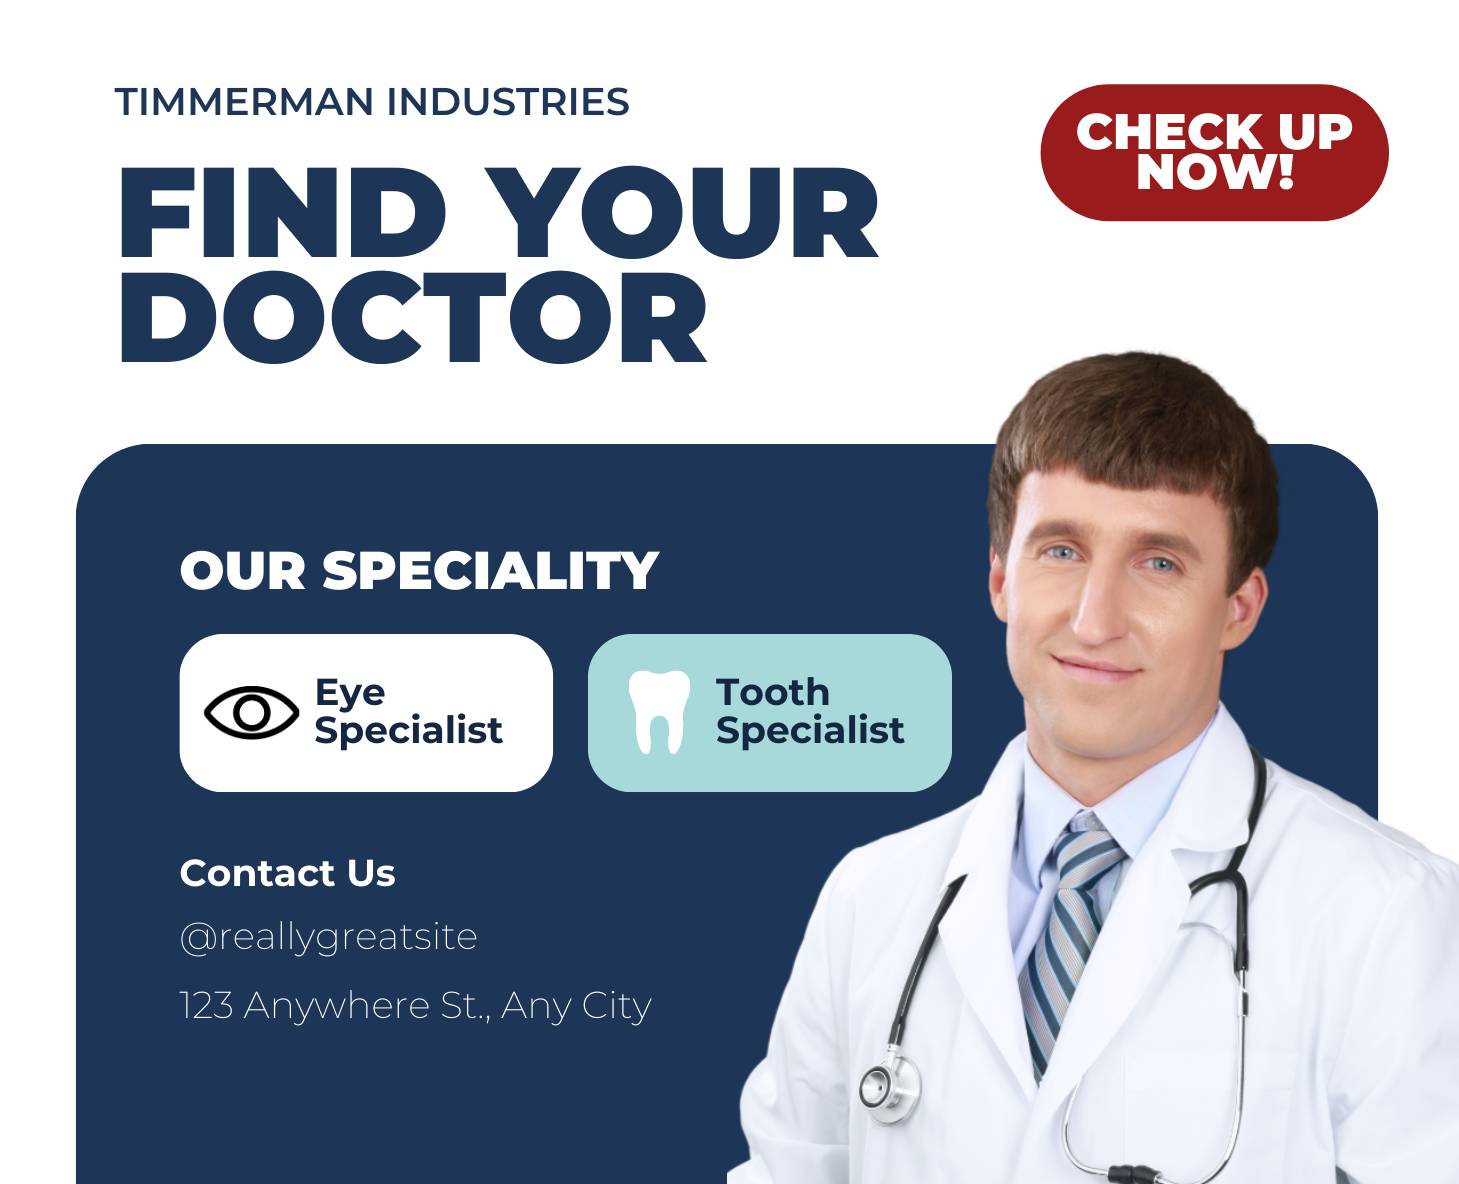 TIMMERMAN INDUSTRIES
CHECK UP
NOW!
FIND YOUR
DOCTOR
OUR SPECIALITY
Eye
Specialist
Tooth
Specialist
Contact Us
@reallygreatsite
123 Anywhere St., Any City